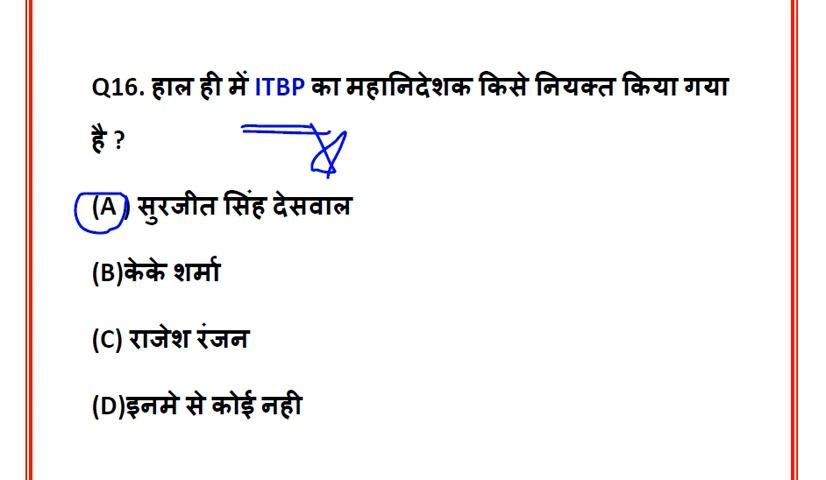 Q16. हाल ही में ITBP का महानिदेशक किसे नियक्त किया गया
है ?
(A) सुरजीत सिंह देसवाल
(B)केके शर्मा
(C) राजेश रंजन
(D)इनमे से कोई नही